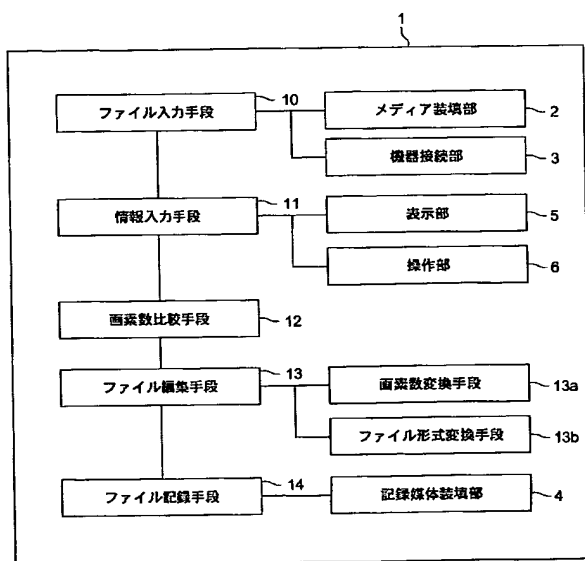 1
ファイル入力手段 10 メディア装填部 2
機器接続部 3
情報入力手段 11 表示部 5
操作部 6
画素数比較手段 12
ファイル編集手段 13 画素数変換手段 13a
ファイル形式変換手段 13b
ファイル記録手段 14 記録媒体装填部 4